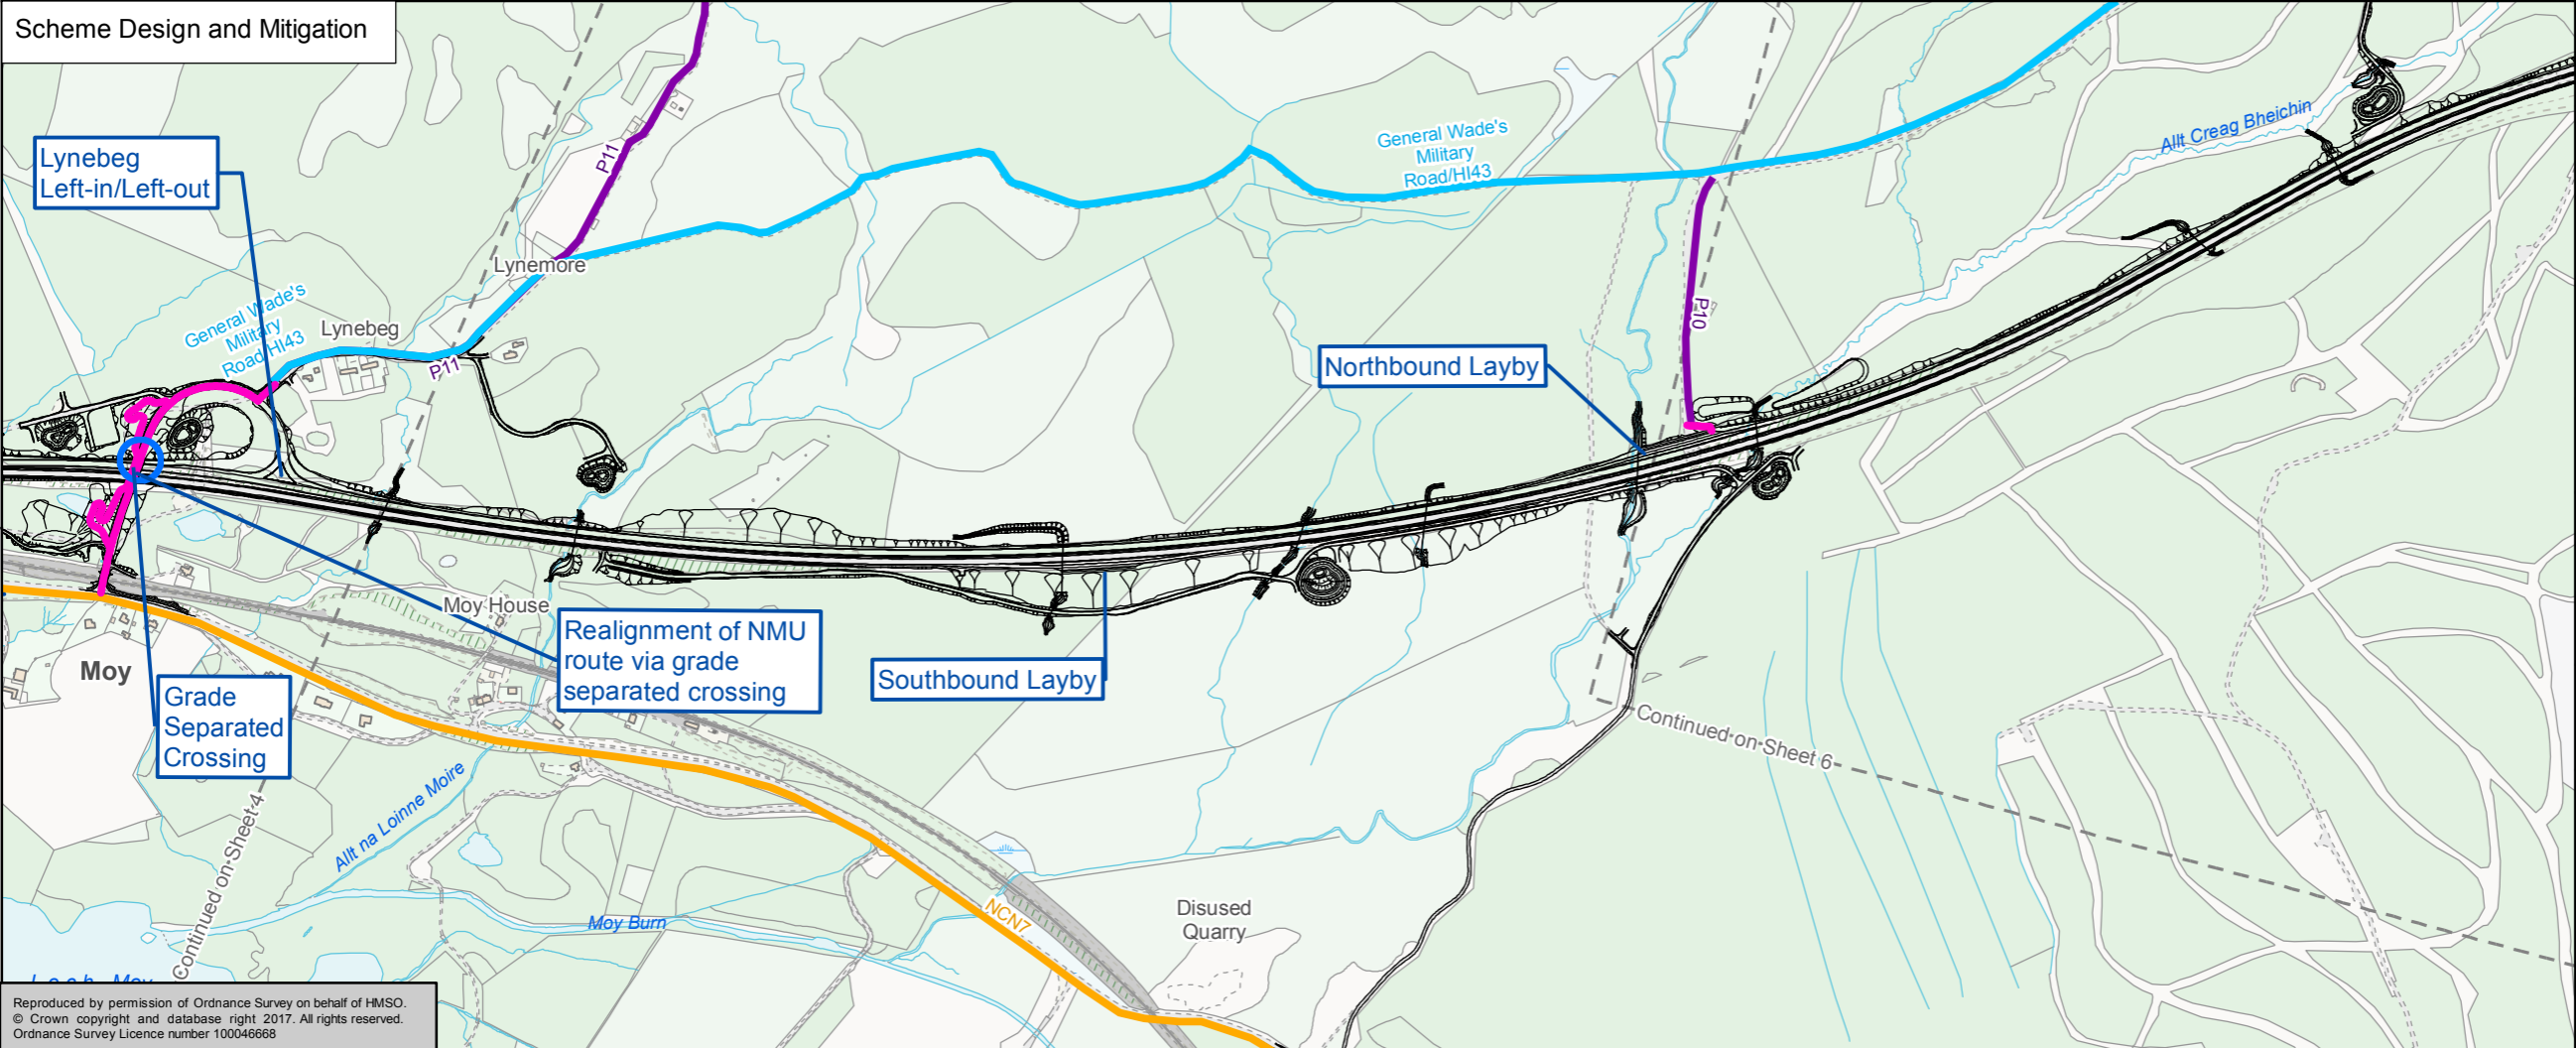 Scheme Design and Mitigation
P11
General Wade's
Military
Road/HI43
Allt Creag Bheichin
Lynebeg
Left-in/Left-out
Lynemore
General Wade's
Military
Road/HI43
Lynebeg
P11
P10
Northbound Layby
Moy House
Realignment of NMU
route via grade
separated crossing
Southbound Layby
Moy
Grade
Separated
Crossing
Continued on Sheet 6
Allt na Loinne Moire
Continued on Sheet 4
Moy Burn
NCN7
Disused
Quarry
Loch Moy
Reproduced by permission of Ordnance Survey on behalf of HMSO.
© Crown copyright and database right 2017. All rights reserved.
Ordnance Survey Licence number 100046668